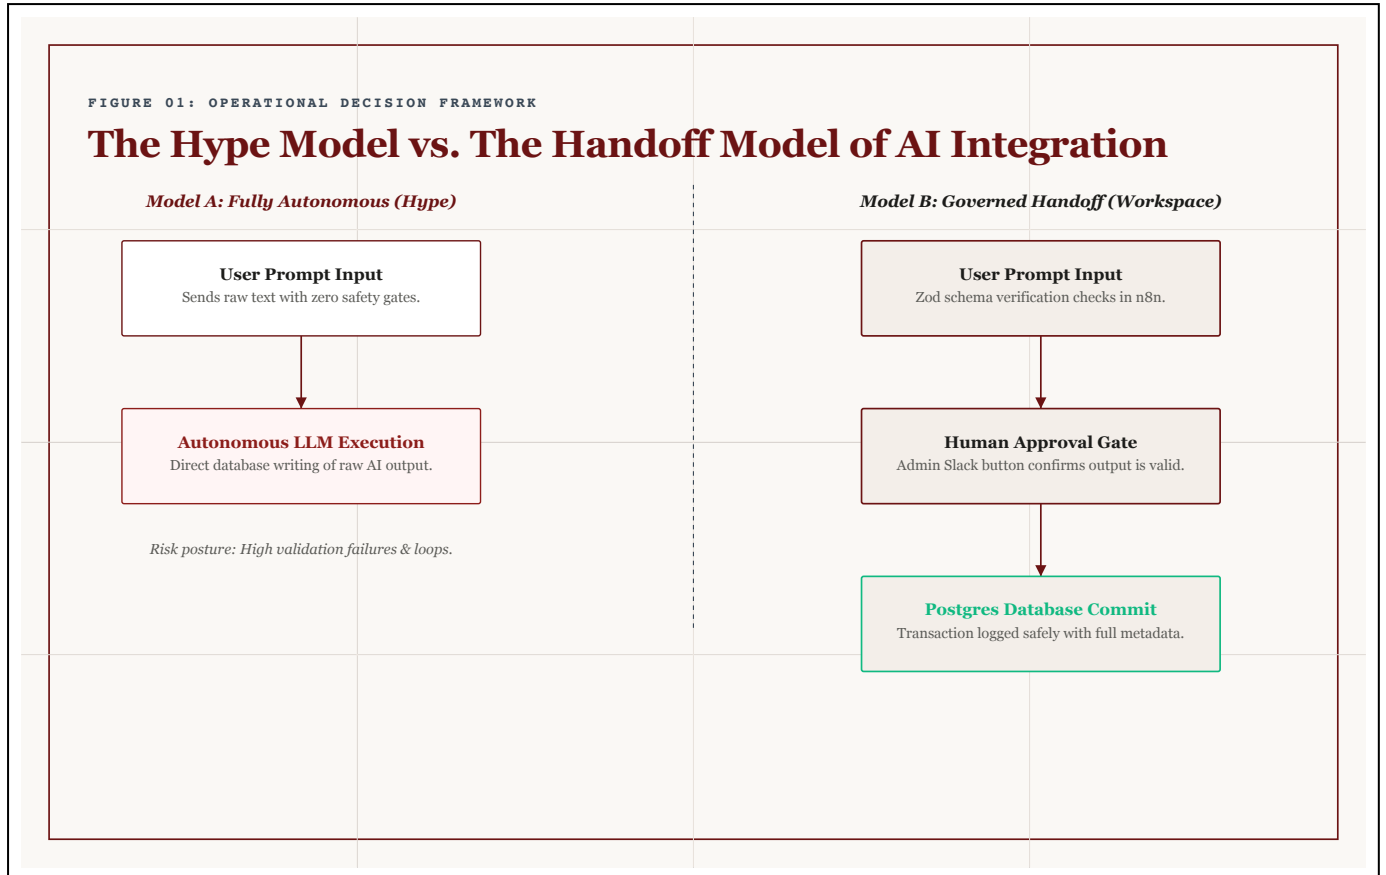 FIGURE 01: OPERATIONAL DECISION FRAMEWORK
The Hype Model vs. The Handoff Model of AI Integration
Model A: Fully Autonomous (Hype)
User Prompt Input
Sends raw text with zero safety gates.
Autonomous LLM Execution
Direct database writing of raw AI output.
Risk posture: High validation failures & loops.
Model B: Governed Handoff (Workspace)
User Prompt Input
Zod schema verification checks in n8n.
Human Approval Gate
Admin Slack button confirms output is valid.
Postgres Database Commit
Transaction logged safely with full metadata.